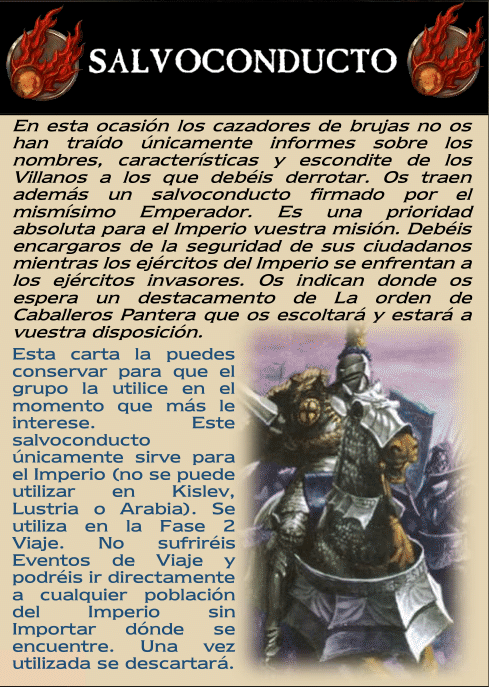 SALVOCONDUCTO
En esta ocasión los cazadores de brujas no os
han traído únicamente informes sobre los
nombres, características y escondite de los
Villanos a los que debéis derrotar. Os traen
además un salvoconducto firmado por el
mismísimo Emperador. Es una prioridad
absoluta para el Imperio vuestra misión. Debéis
encargaros de la seguridad de sus ciudadanos
mientras los ejércitos del Imperio se enfrentan a
los ejércitos invasores. Os indican donde os
espera un destacamento de La orden de
Caballeros Pantera que os escoltará y estará a
vuestra disposición.
Esta carta la puedes
conservar para que el
grupo la utilice en el
momento que más le
interese. Este
salvoconducto
únicamente sirve para
el Imperio (no se puede
utilizar en Kislev,
Lustria o Arabia). Se
utiliza en la Fase 2
Viaje. No sufriréis
Eventos de Viaje y
podréis ir directamente
a cualquier población
del Imperio sin
Importar dónde se
encuentre. Una vez
utilizada se descartará.